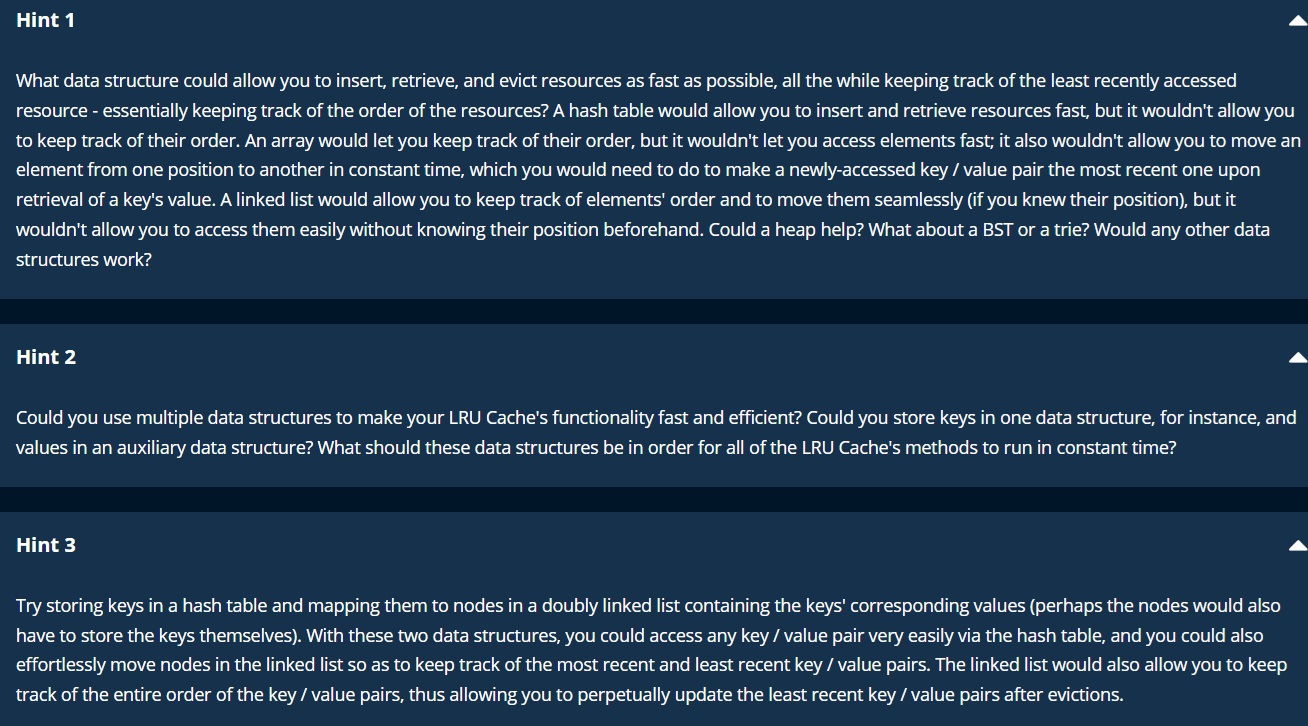 Hint 1
What data structure could allow you to insert, retrieve, and evict resources as fast as possible, all the while keeping track of the least recently accessed
resource - essentially keeping track of the order of the resources? A hash table would allow you to insert and retrieve resources fast, but it wouldn't allow you
to keep track of their order. An array would let you keep track of their order, but it wouldn't let you access elements fast; it also wouldn't allow you to move an
element from one position to another in constant time, which you would need to do to make a newly-accessed key / value pair the most recent one upon
retrieval of a key's value. A linked list would allow you to keep track of elements' order and to move them seamlessly (if you knew their position), but it
wouldn't allow you to access them easily without knowing their position beforehand. Could a heap help? What about a BST or a trie? Would any other data
structures work?
Hint 2
Could you use multiple data structures to make your LRU Cache's functionality fast and efficient? Could you store keys in one data structure, for instance, and
values in an auxiliary data structure? What should these data structures be in order for all of the LRU Cache's methods to run in constant time?
Hint 3
Try storing keys in a hash table and mapping them to nodes in a doubly linked list containing the keys' corresponding values (perhaps the nodes would also
have to store the keys themselves). With these two data structures, you could access any key / value pair very easily via the hash table, and you could also
effortlessly move nodes in the linked list so as to keep track of the most recent and least recent key / value pairs. The linked list would also allow you to keep
track of the entire order of the key / value pairs, thus allowing you to perpetually update the least recent key / value pairs after evictions.